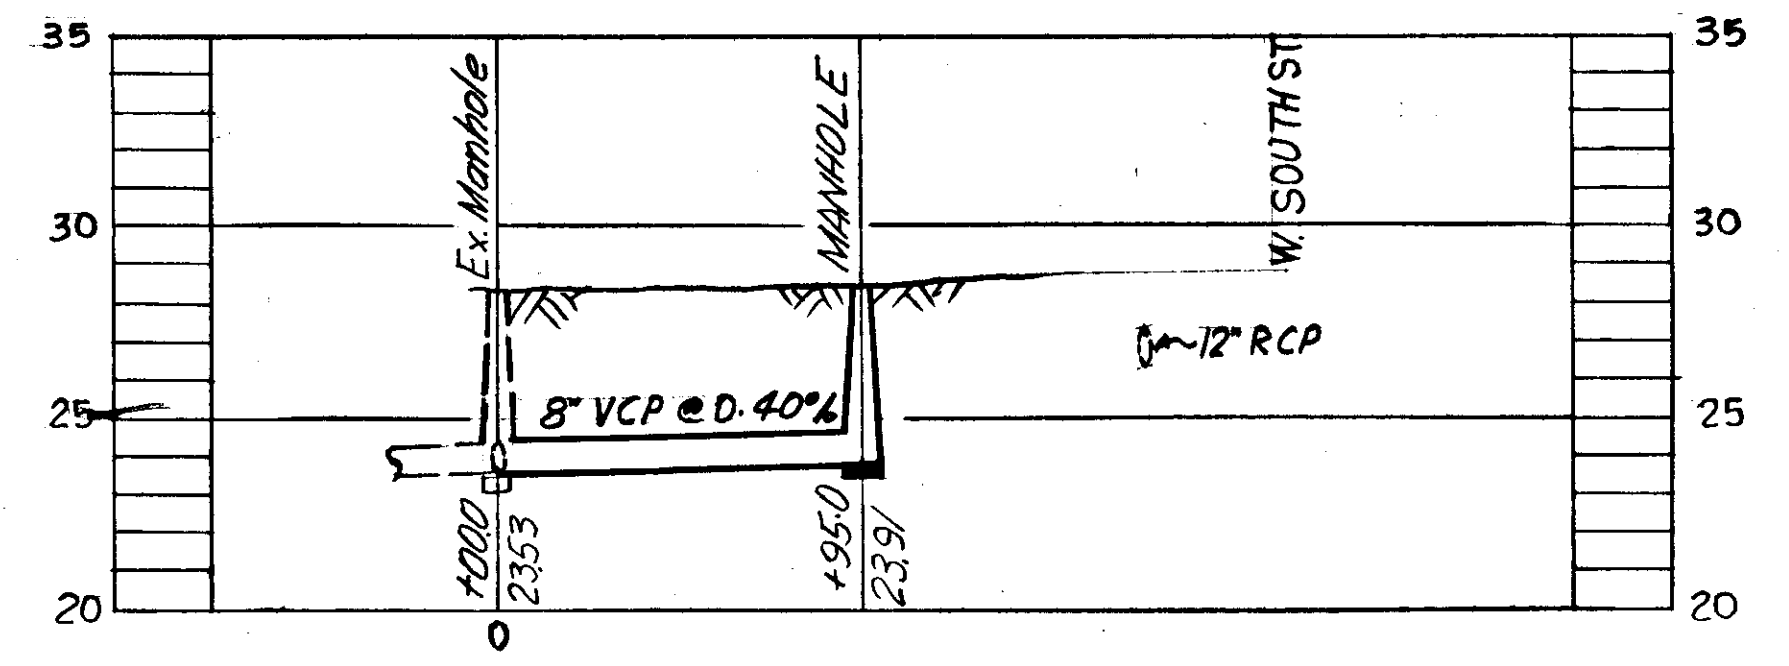 35
35
Ex. Manhole
MANHOLE
W. SOUTH ST
30
30
12" RCP
8" VCP @ 0.40%
25
25
+00.0
23.53
+95.0
23.91
20
20
0